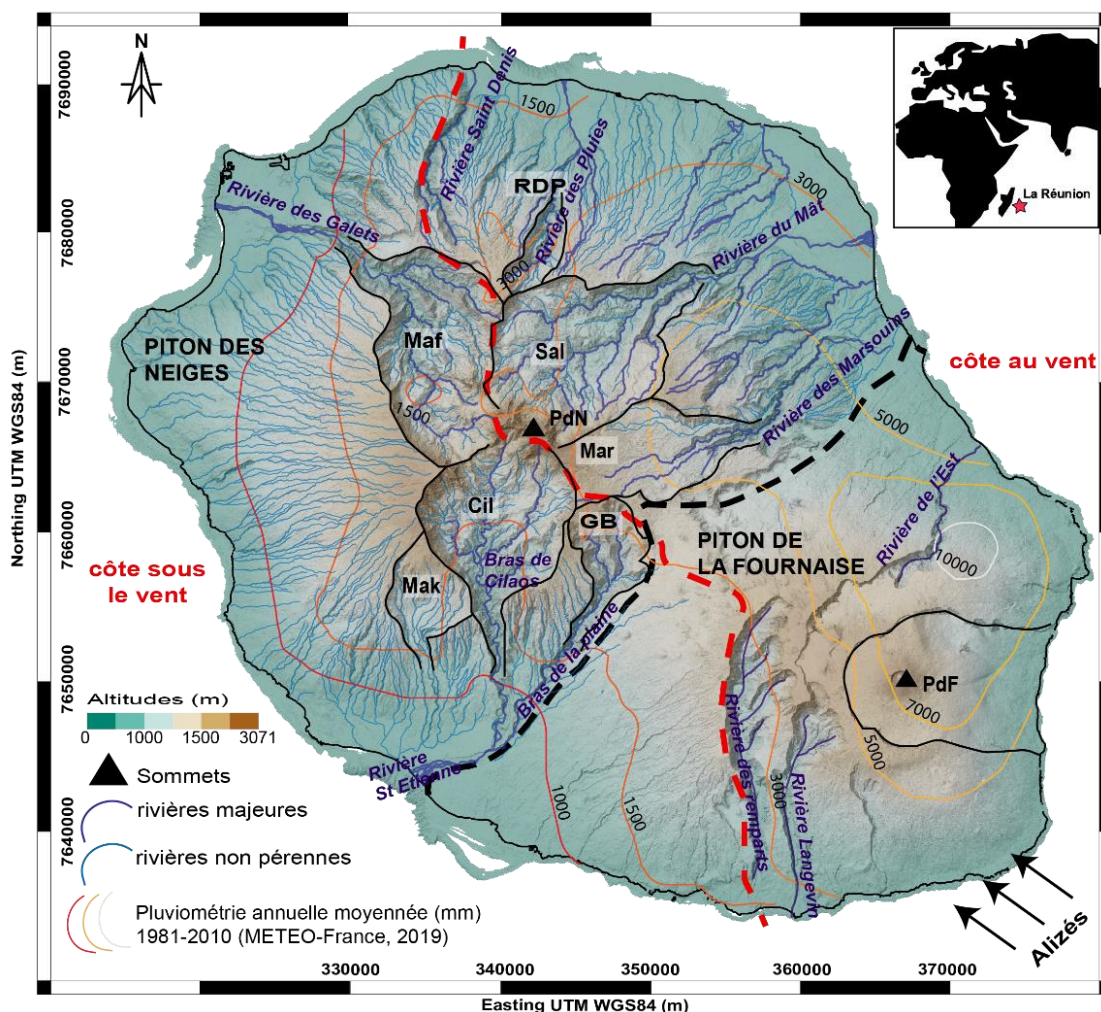 N
7690000
7680000
7670000
7660000
7650000
7640000
Northing UTM WGS84 (m)
1500
Rivière Saint Denis
Rivière des Pluies
RDP
3000
Rivière des Galets
Rivière du Mât
3000
La Réunion
PITON DES
NEIGES
Maf
Sal
1500
PdN
Mar
Rivière des Marsouins
côte au vent
5000
Cil
GB
Bras de
Cilaos
Mak
PITON DE
LA FOURNAISE
Rivière de l'Est
10000
côte sous
le vent
Bras de la plaine
PdF
7000
5000
Rivière des remparts
3000
Rivière Langevin
1000
1500
Rivière
St Etienne
Altitudes (m)
0 1000 1500 3071
Sommets
rivières majeures
rivières non pérennes
Pluviométrie annuelle moyennée (mm)
1981-2010 (METEO-France, 2019)
Alizés
330000 340000 350000 360000 370000
Easting UTM WGS84 (m)